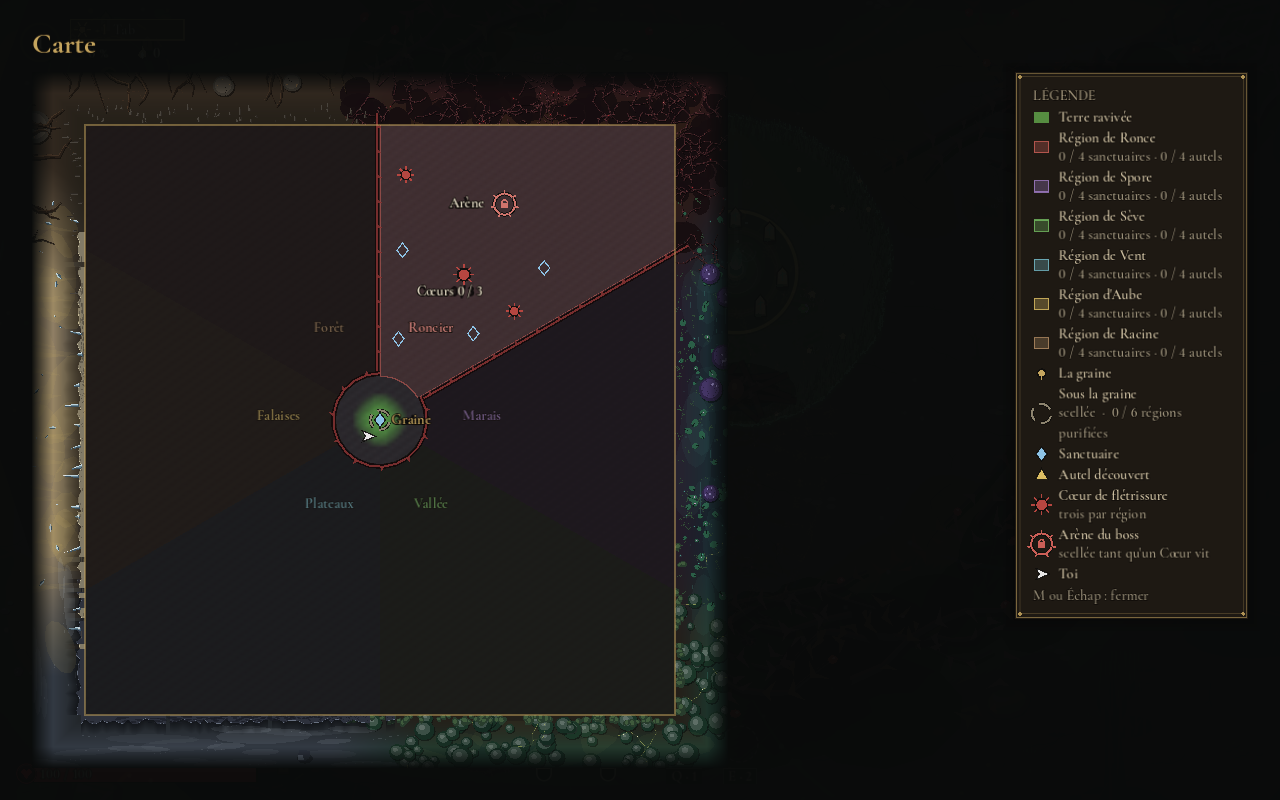 Carte
Arène
Cœurs 0 / 3
Forêt
Roncier
Falaises
Graine
Marais
Plateaux
Vallée
LÉGENDE
Terre ravivée
Région de Ronce
0 / 4 sanctuaires · 0 / 4 autels
Région de Spore
0 / 4 sanctuaires · 0 / 4 autels
Région de Sève
0 / 4 sanctuaires · 0 / 4 autels
Région de Vent
0 / 4 sanctuaires · 0 / 4 autels
Région d'Aube
0 / 4 sanctuaires · 0 / 4 autels
Région de Racine
0 / 4 sanctuaires · 0 / 4 autels
La graine
Sous la graine
scellée · 0 / 6 régions
purifiées
Sanctuaire
Autel découvert
Cœur de flétrissure
trois par région
Arène du boss
scellée tant qu'un Cœur vit
Toi
M ou Échap : fermer